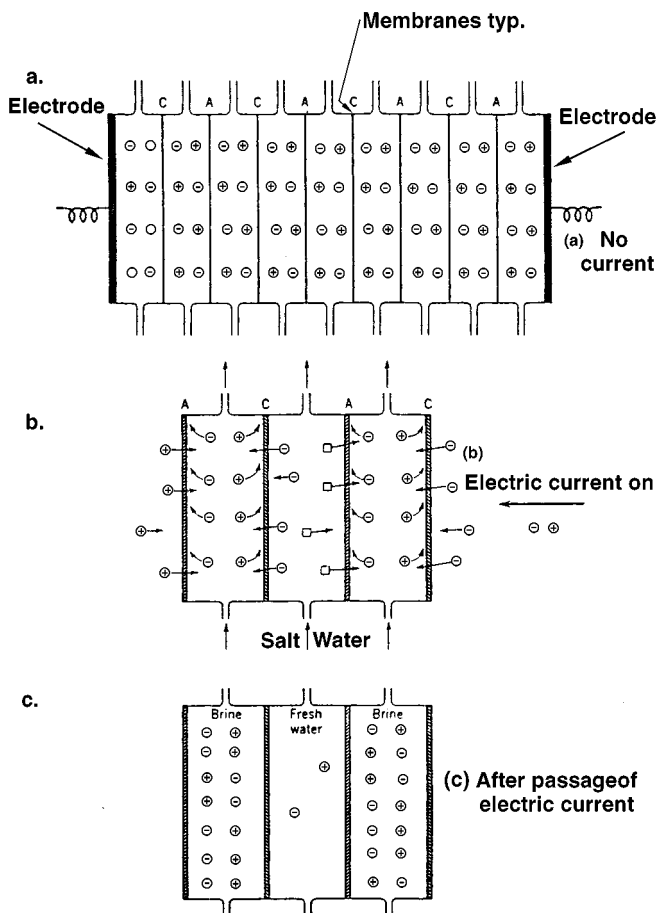 Membranes typ.
a.
C A C A C A C A
Electrode
Electrode
(a) No
current
b.
A C A C
(b)
Electric current on
Salt Water
c.
Brine Fresh Brine
water
(c) After passageof
electric current